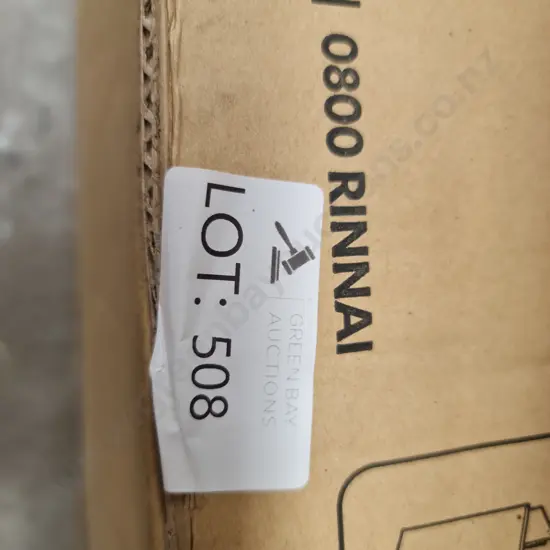 | 0800 RINNAI
GREEN BAY
AUCTIONS
LOT: 508